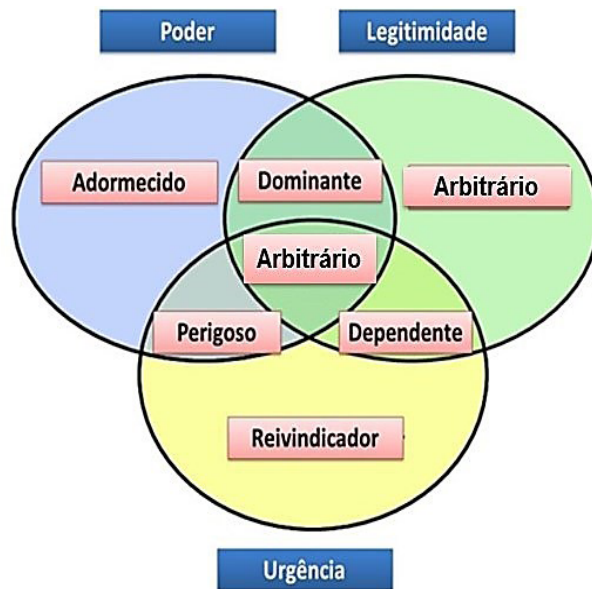 Poder
Legitimidade
Adormecido
Dominante
Arbitrário
Arbitrário
Perigoso
Dependente
Reivindicador
Urgência